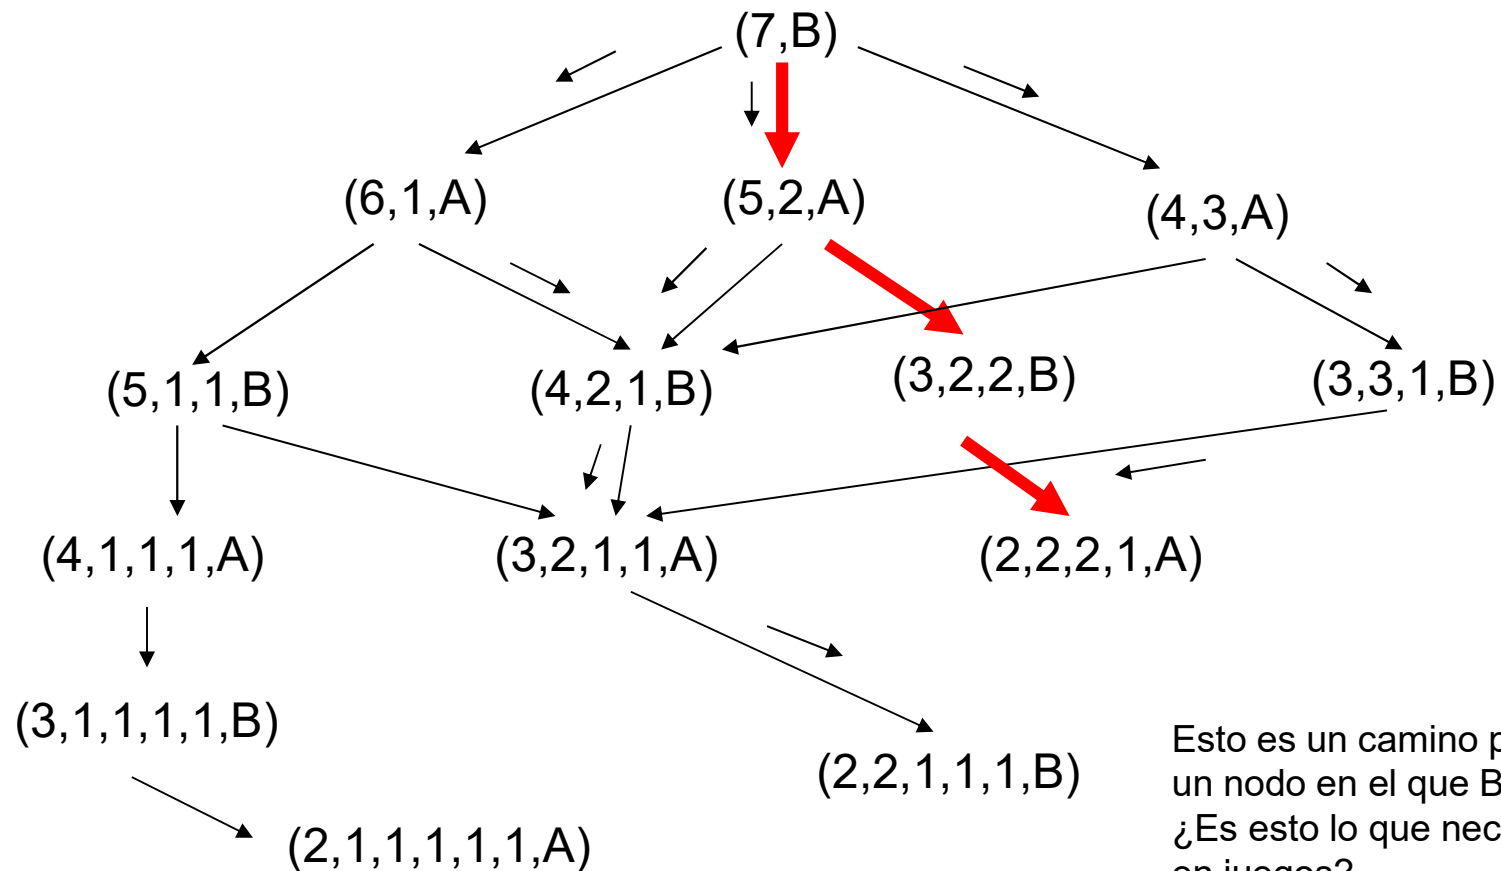 (7,B)
(6,1,A)
(5,2,A)
(4,3,A)
(5,1,1,B)
(4,2,1,B)
(3,2,2,B)
(3,3,1,B)
(4,1,1,1,A)
(3,2,1,1,A)
(2,2,2,1,A)
(3,1,1,1,1,B)
(2,2,1,1,1,B)
(2,1,1,1,1,1,A)
Esto es un camino
un nodo en el que B
¿Es esto lo que
en juegos?